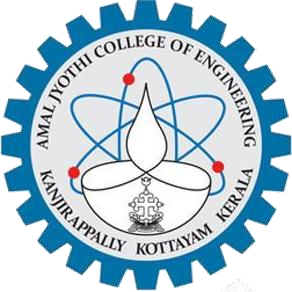 AMAL JYOTHI COLLEGE OF ENGINEERING
KANJIRAPPALLY KOTTAYAM KERALA